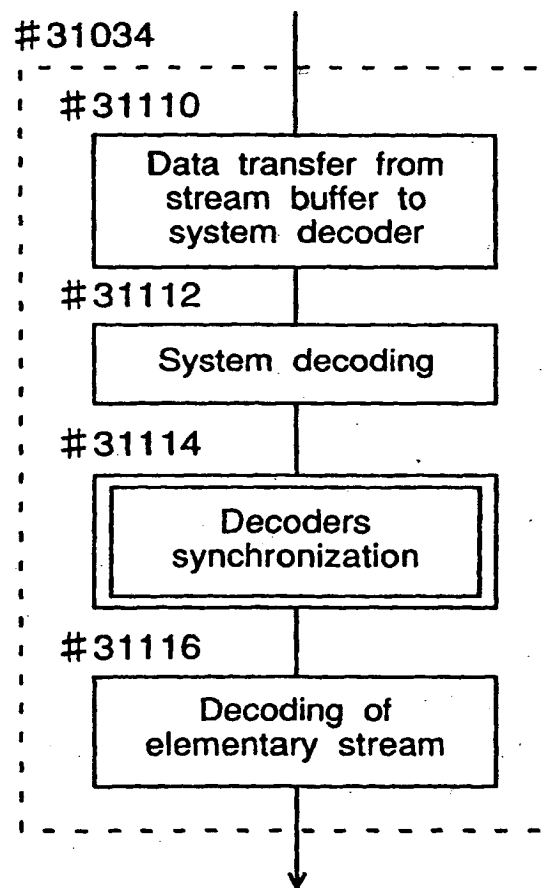 #31034
#31110
Data transfer from
stream buffer to
system decoder
#31112
System decoding
#31114
Decoders
synchronization
#31116
Decoding of
elementary stream